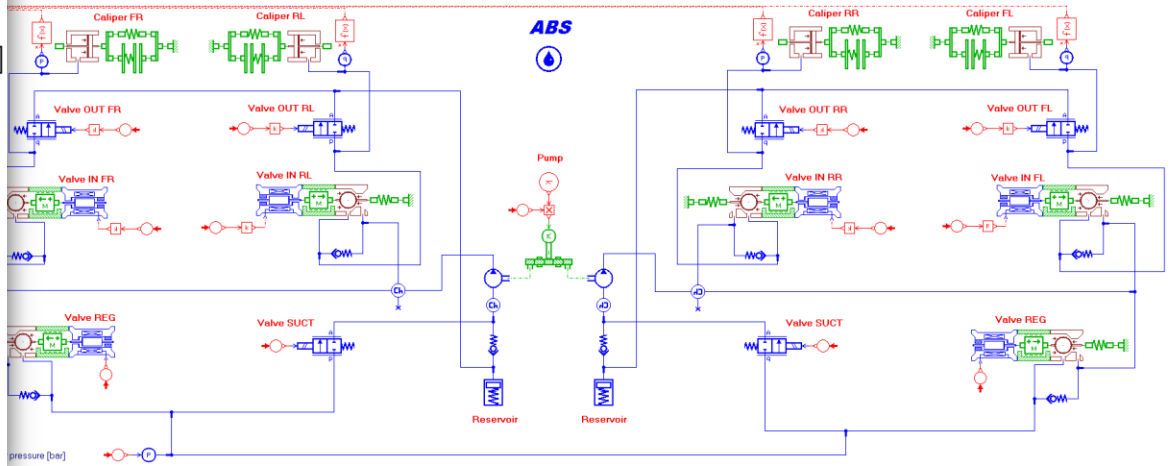 Caliper FR
Caliper RL
ABS
Caliper RR
Caliper FL
Valve OUT FR
Valve OUT RL
Valve OUT RR
Valve OUT FL
Pump
Valve IN FR
Valve IN RL
Valve IN RR
Valve IN FL
Valve REG
Valve SUCT
Valve SUCT
Valve REG
Reservoir
Reservoir
pressure [bar]